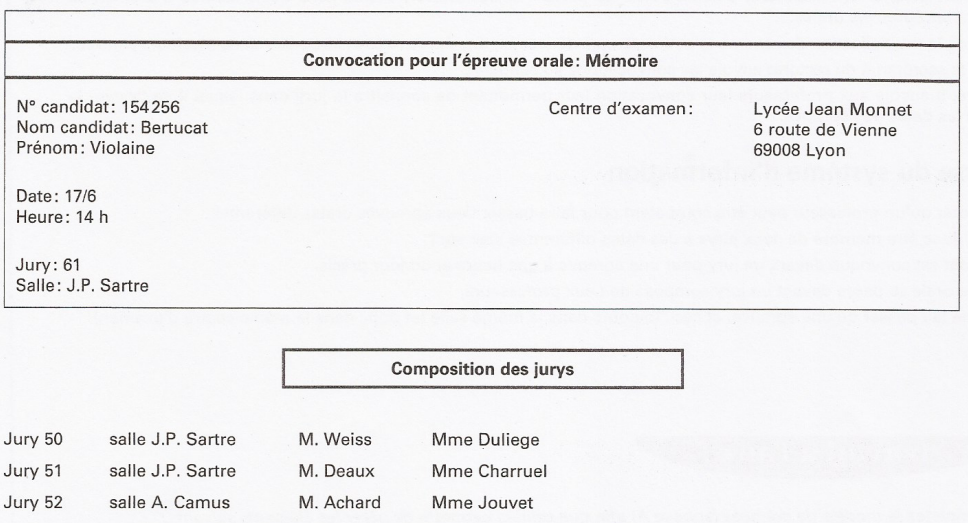 Convocation pour l'épreuve orale: Mémoire
N° candidat: 154256
Nom candidat: Bertucat
Prénom: Violaine
Centre d'examen: Lycée Jean Monnet
6 route de Vienne
69008 Lyon
Date: 17/6
Heure: 14 h
Jury: 61
Salle: J.P. Sartre
Composition des jurys
Jury 50 salle J.P. Sartre M. Weiss Mme Duliege
Jury 51 salle J.P. Sartre M. Deaux Mme Charruel
Jury 52 salle A. Camus M. Achard Mme Jouvet